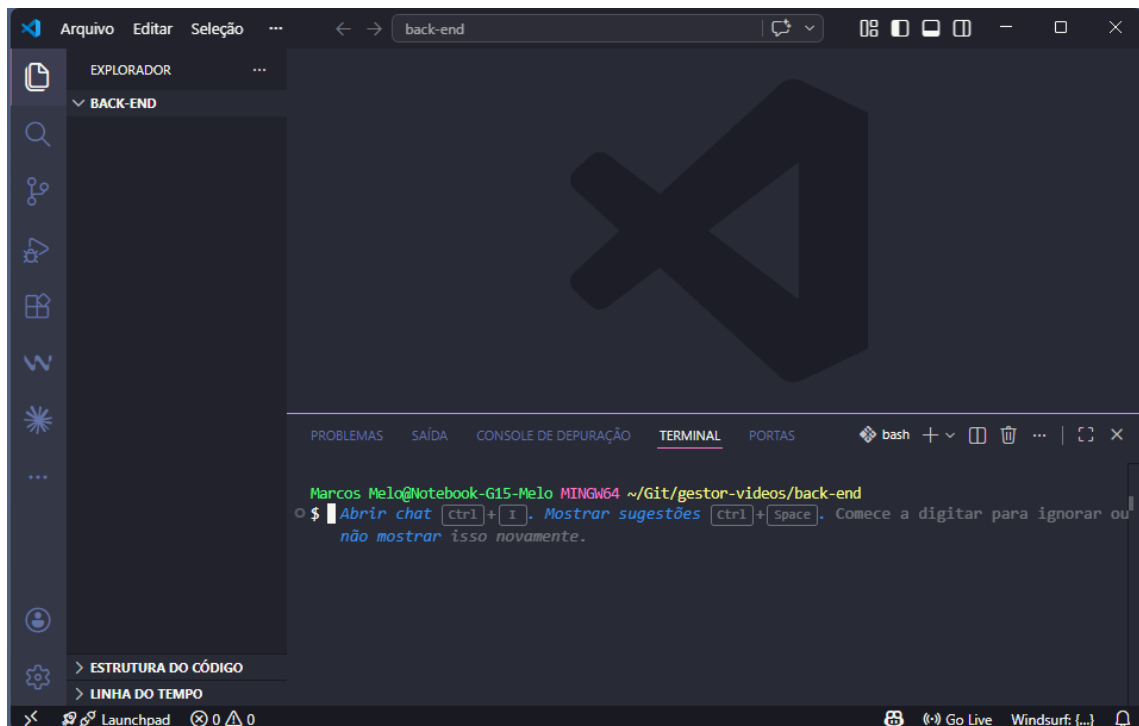 Arquivo Editar Seleção ··· back-end
EXPLORADOR ···
BACK-END
PROBLEMAS SAÍDA CONSOLE DE DEPURAÇÃO TERMINAL PORTAS bash ···
Marcos Melo@Notebook-G15-Melo MINGW64 ~/Git/gestor-videos/back-end
$ Abrir chat Ctrl+I. Mostrar sugestões Ctrl+Space. Comece a digitar para ignorar ou
não mostrar isso novamente.
ESTRUTURA DO CÓDIGO
LINHA DO TEMPO
Launchpad 0 0 Go Live Windsurf: {...}